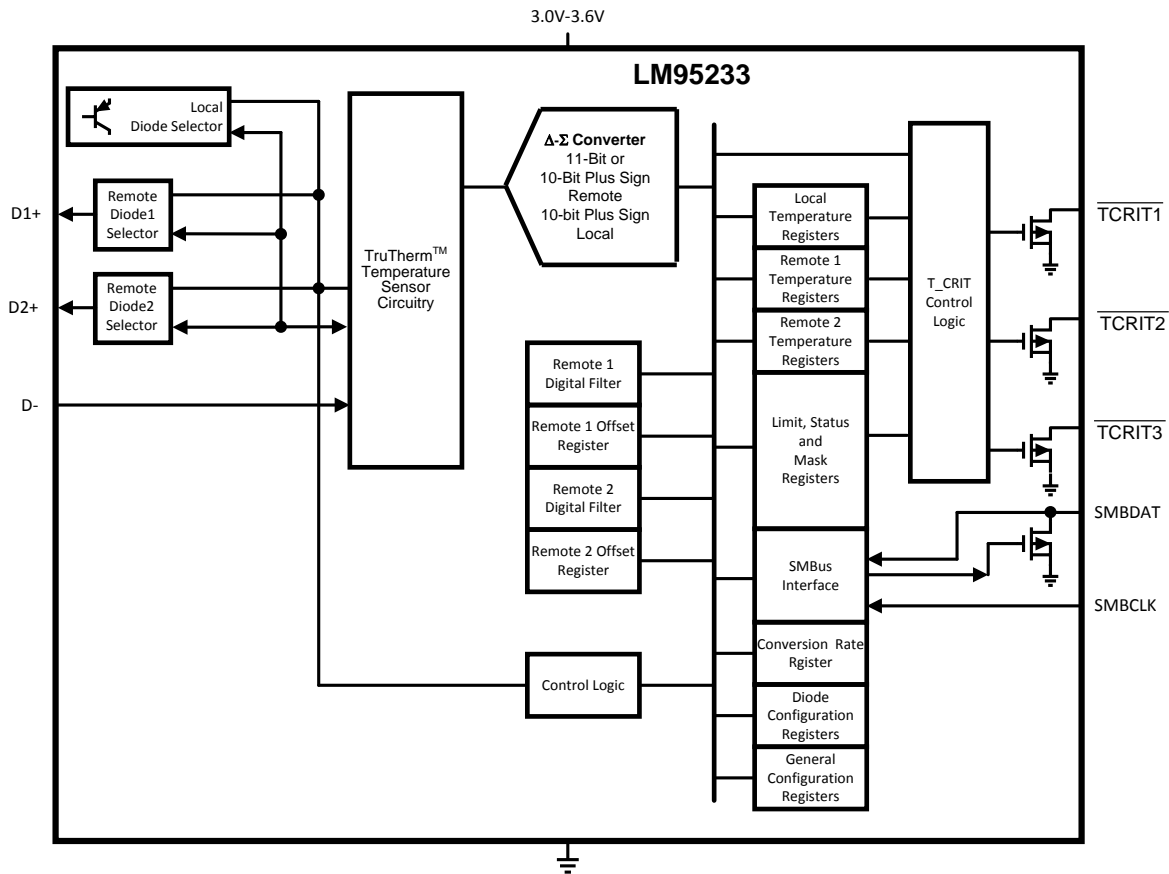 3.0V-3.6V
LM95233
Local
Diode Selector
Remote
Diode1
Selector
Remote
Diode2
Selector
D1+
D2+
D-
TruTherm™
Temperature
Sensor
Circuitry
Δ-Σ Converter
11-Bit or
10-Bit Plus Sign
Remote
10-bit Plus Sign
Local
Remote 1
Digital Filter
Remote 1 Offset
Register
Remote 2
Digital Filter
Remote 2 Offset
Register
Control Logic
Local
Temperature
Registers
Remote 1
Temperature
Registers
Remote 2
Temperature
Registers
Limit, Status
and
Mask
Registers
SMBus
Interface
Conversion Rate
Rgister
Diode
Configuration
Registers
General
Configuration
Registers
T_CRIT
Control
Logic
TCRIT1
TCRIT2
TCRIT3
SMBDAT
SMBCLK